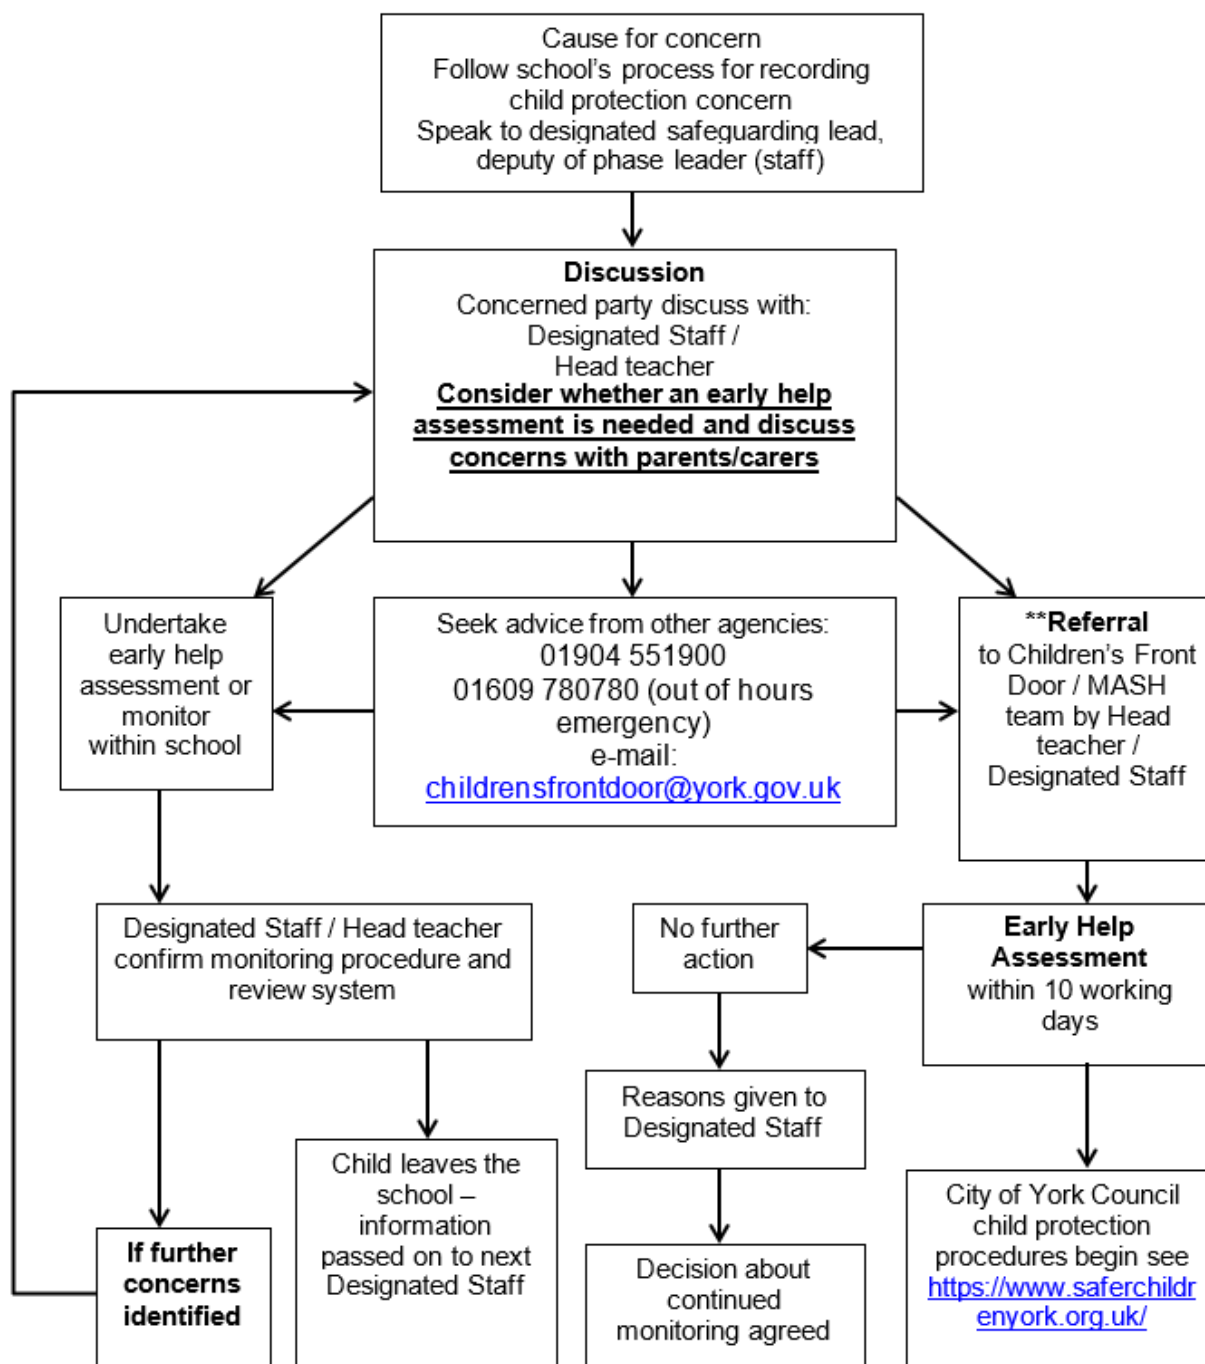 Cause for concern
Follow school's process for recording
child protection concern
Speak to designated safeguarding lead,
deputy of phase leader (staff)
Discussion
Concerned party discuss with:
Designated Staff /
Head teacher
Consider whether an early help
assessment is needed and discuss
concerns with parents/carers
Undertake
early help
assessment or
monitor
within school
Seek advice from other agencies:
01904 551900
01609 780780 (out of hours
emergency)
e-mail:
childrensfrontdoor@york.gov.uk
**Referral
to Children's Front
Door / MASH
team by Head
teacher /
Designated Staff
Designated Staff / Head teacher
confirm monitoring procedure and
review system
No further
action
Early Help
Assessment
within 10 working
days
Reasons given to
Designated Staff
If further
concerns
identified
Child leaves the
school –
information
passed on to next
Designated Staff
Decision about
continued
monitoring agreed
City of York Council
child protection
procedures begin see
https://www.saferchildr
enyork.org.uk/